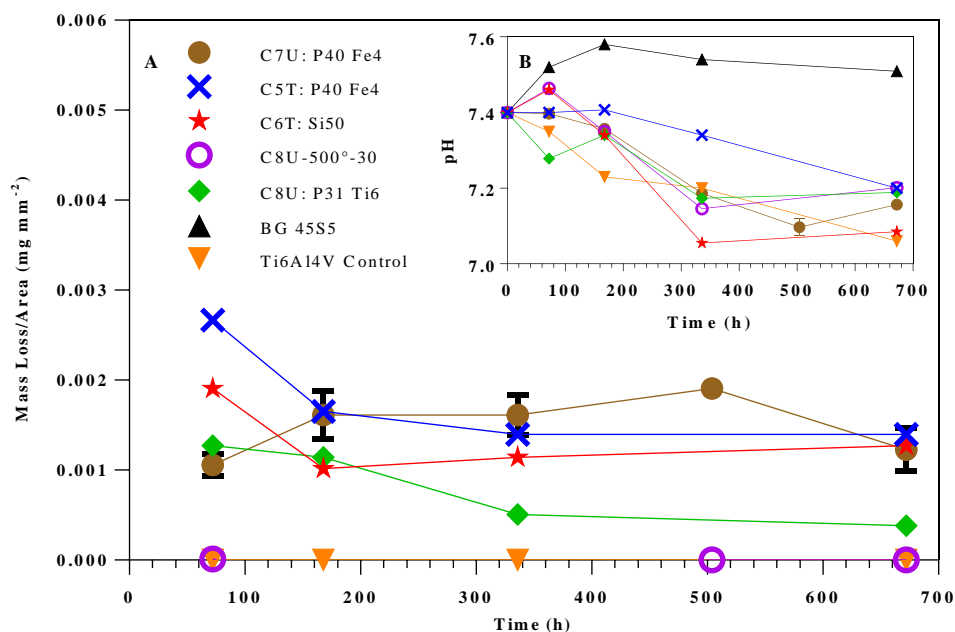 0.006
0.005
0.004
0.003
0.002
0.001
0.000
Mass Loss/Area (mg mm-2)
A
C7U: P40 Fe4
C5T: P40 Fe4
C6T: Si50
C8U-500°-30
C8U: P31 Ti6
BG 45S5
Ti6Al4V Control
B
7.6
7.4
7.2
7.0
pH
0 100 200 300 400 500 600 700
Time (h)
0 100 200 300 400 500 600 700
Time (h)